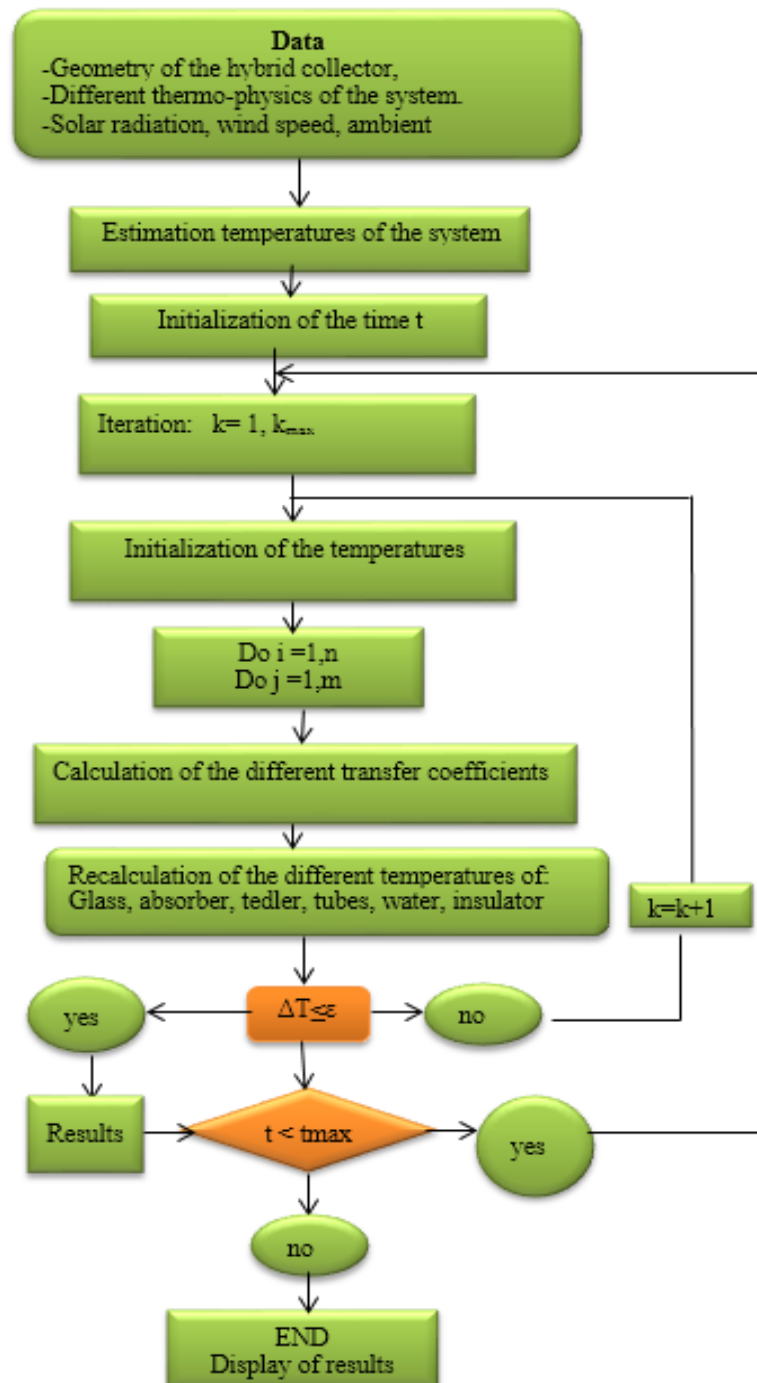 Data
-Geometry of the hybrid collector,
-Different thermo-physics of the system.
-Solar radiation, wind speed, ambient
Estimation temperatures of the system
Initialization of the time t
Iteration: k= 1, kmax
Initialization of the temperatures
Do i =1,n
Do j =1,m
Calculation of the different transfer coefficients
Recalculation of the different temperatures of:
Glass, absorber, tedler, tubes, water, insulator
k=k+1
yes
ΔT≤ε
no
Results
t < tmax
yes
no
END
Display of results